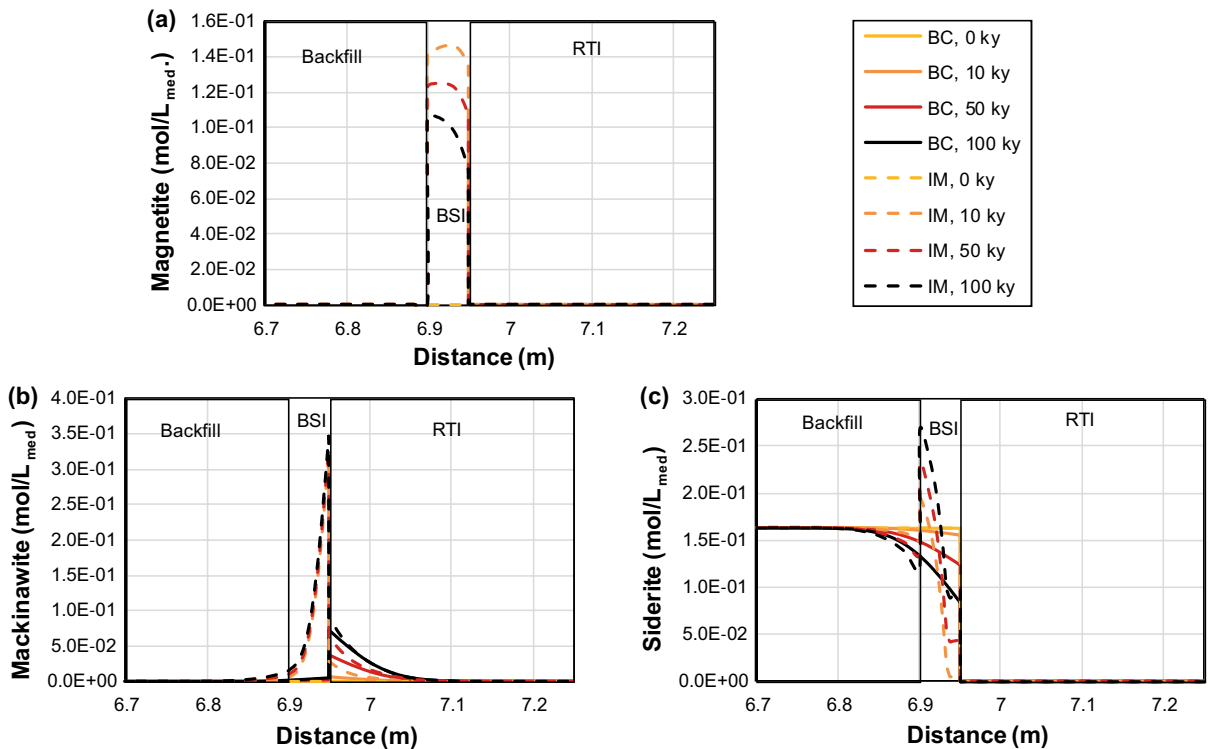 (a)
Magnetite (mol/Lmed.)
1.6E-01
1.4E-01
1.2E-01
1.0E-01
8.0E-02
6.0E-02
4.0E-02
2.0E-02
0.0E+00
Backfill
BSI
RTI
6.7
6.8
6.9
7
7.1
7.2
Distance (m)
BC, 0 ky
BC, 10 ky
BC, 50 ky
BC, 100 ky
IM, 0 ky
IM, 10 ky
IM, 50 ky
IM, 100 ky
(b)
Mackinawite (mol/Lmed)
4.0E-01
3.5E-01
3.0E-01
2.5E-01
2.0E-01
1.5E-01
1.0E-01
5.0E-02
0.0E+00
Backfill
BSI
RTI
6.7
6.8
6.9
7
7.1
7.2
Distance (m)
(c)
Siderite (mol/Lmed)
3.0E-01
2.5E-01
2.0E-01
1.5E-01
1.0E-01
5.0E-02
0.0E+00
Backfill
BSI
RTI
6.7
6.8
6.9
7
7.1
7.2
Distance (m)